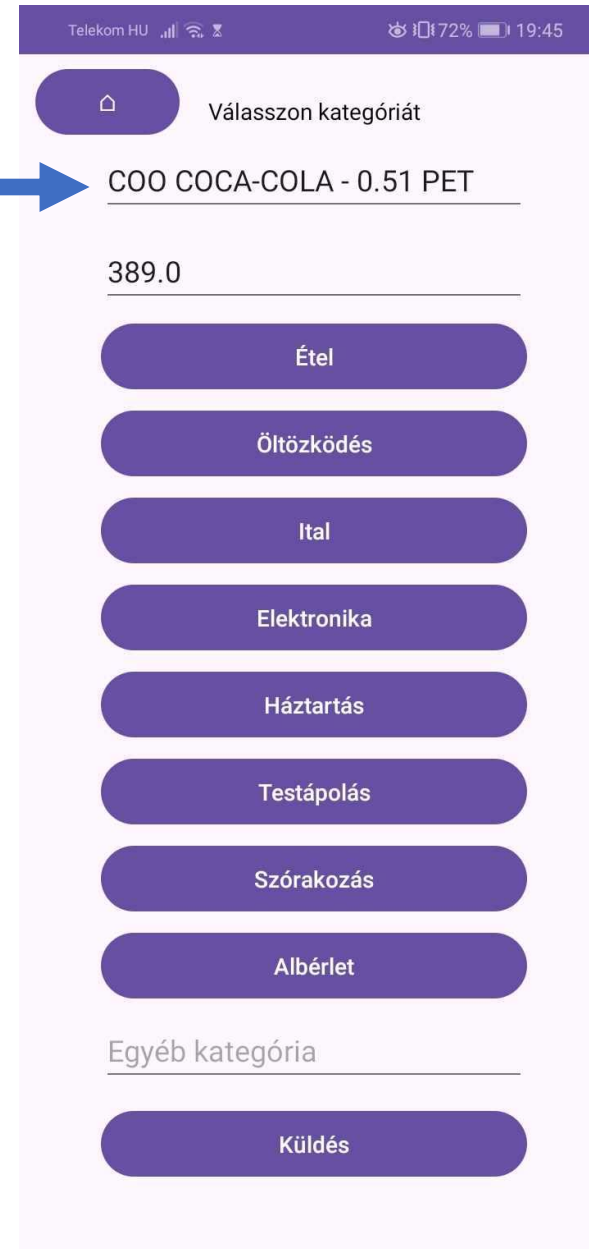 Telekom HU 72% 19:45
Válasszon kategóriát
COO COCA-COLA - 0.51 PET
389.0
Étel
Öltözködés
Ital
Elektronika
Háztartás
Testápolás
Szórakozás
Albérlet
Egyéb kategória
Küldés